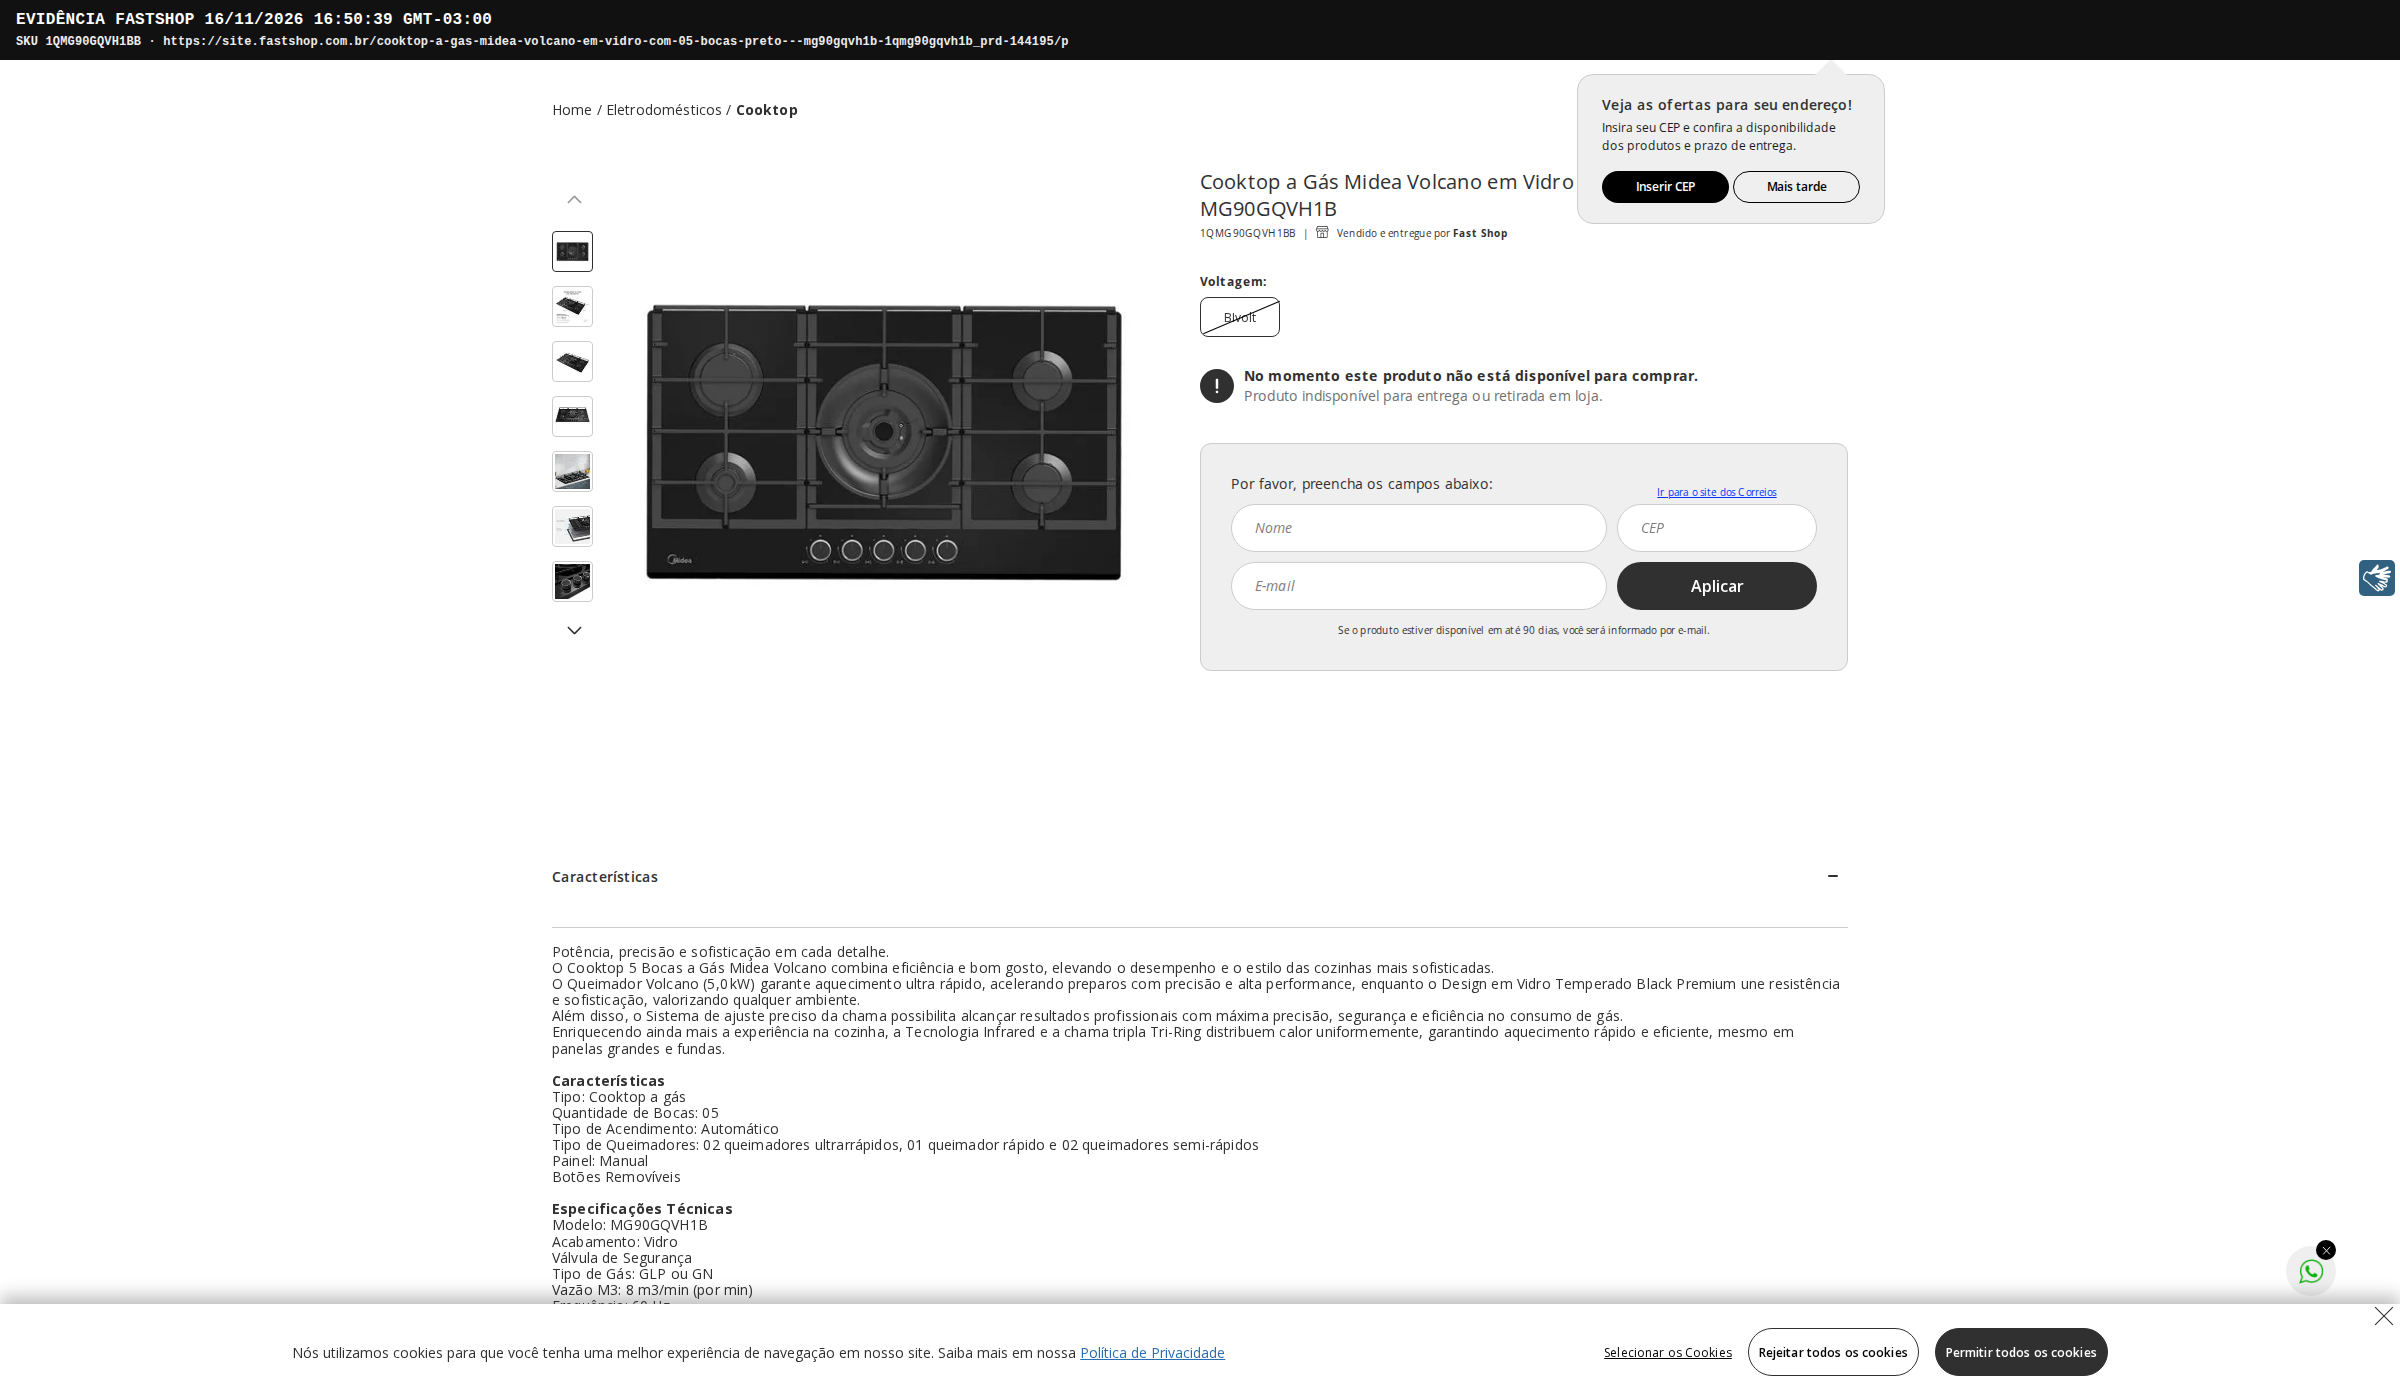 EVIDÊNCIA FASTSHOP 16/11/2026 16:50:39 GMT-03:00
SKU 1QMG90GQVH1BB · https://site.fastshop.com.br/cooktop-a-gas-midea-volcano-em-vidro-com-05-bocas-preto---mg90gqvh1b-1qmg90gqvh1b_prd-144195/p
Home / Eletrodomésticos / Cooktop
Veja as ofertas para seu endereço!
Insira seu CEP e confira a disponibilidade
dos produtos e prazo de entrega.
Inserir CEP
Mais tarde
Cooktop a Gás Midea Volcano em Vidro
MG90GQVH1B
1QMG90GQVH1BB | Vendido e entregue por Fast Shop
Voltagem:
BIvolt
No momento este produto não está disponível para comprar.
Produto indisponível para entrega ou retirada em loja.
Por favor, preencha os campos abaixo:
Ir para o site dos Correios
Nome
CEP
E-mail
Aplicar
Se o produto estiver disponível em até 90 dias, você será informado por e-mail.
Midea
Características
Potência, precisão e sofisticação em cada detalhe.
O Cooktop 5 Bocas a Gás Midea Volcano combina eficiência e bom gosto, elevando o desempenho e o estilo das cozinhas mais sofisticadas.
O Queimador Volcano (5,0kW) garante aquecimento ultra rápido, acelerando preparos com precisão e alta performance, enquanto o Design em Vidro Temperado Black Premium une resistência
e sofisticação, valorizando qualquer ambiente.
Além disso, o Sistema de ajuste preciso da chama possibilita alcançar resultados profissionais com máxima precisão, segurança e eficiência no consumo de gás.
Enriquecendo ainda mais a experiência na cozinha, a Tecnologia Infrared e a chama tripla Tri-Ring distribuem calor uniformemente, garantindo aquecimento rápido e eficiente, mesmo em
panelas grandes e fundas.
Características
Tipo: Cooktop a gás
Quantidade de Bocas: 05
Tipo de Acendimento: Automático
Tipo de Queimadores: 02 queimadores ultrarrápidos, 01 queimador rápido e 02 queimadores semi-rápidos
Painel: Manual
Botões Removíveis
Especificações Técnicas
Modelo: MG90GQVH1B
Acabamento: Vidro
Válvula de Segurança
Tipo de Gás: GLP ou GN
Vazão M3: 8 m3/min (por min)
Frequência: 60 Hz
Nós utilizamos cookies para que você tenha uma melhor experiência de navegação em nosso site. Saiba mais em nossa Política de Privacidade
Selecionar os Cookies
Rejeitar todos os cookies
Permitir todos os cookies